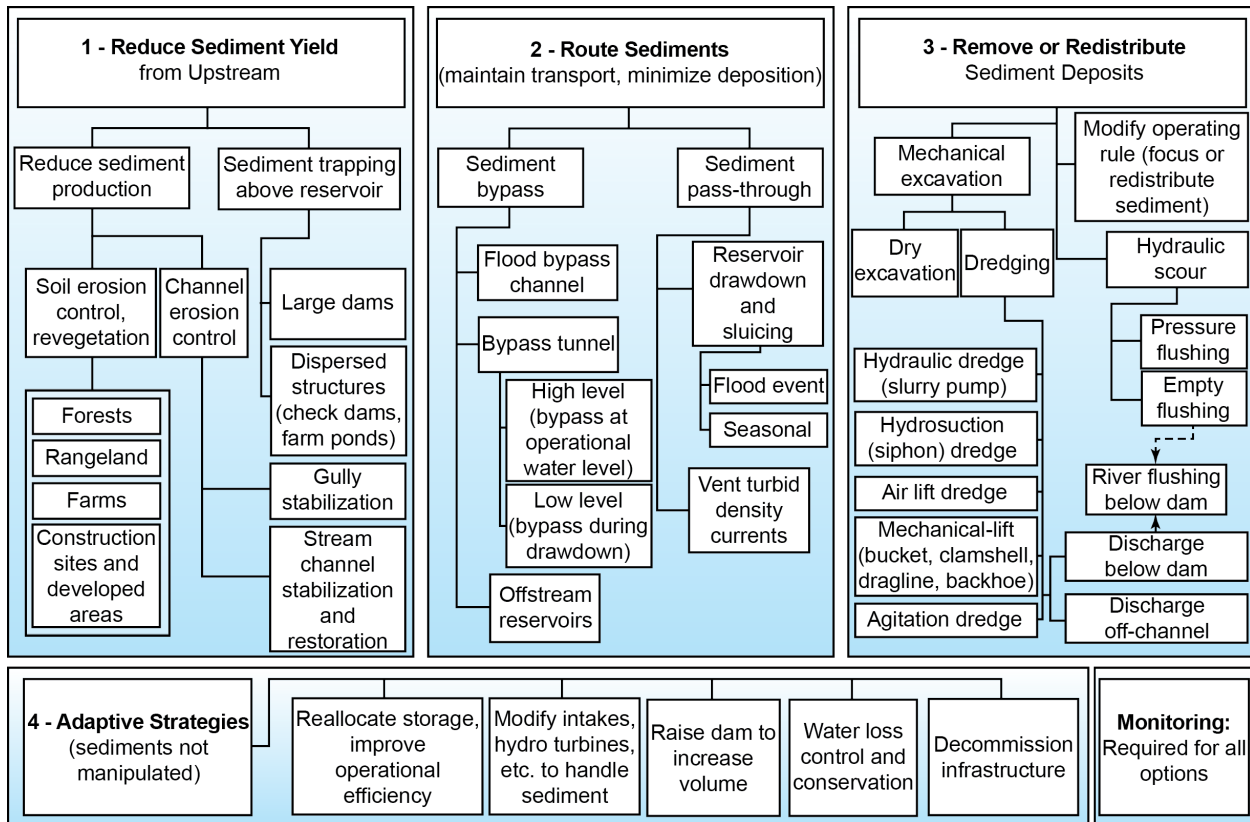 1 - Reduce Sediment Yield
from Upstream
Reduce sediment
production
Sediment trapping
above reservoir
Soil erosion
control,
revegetation
Channel
erosion
control
Large dams
Dispersed
structures
(check dams,
farm ponds)
Forests
Rangeland
Farms
Construction
sites and
developed
areas
Gully
stabilization
Stream
channel
stabilization
and
restoration
2 - Route Sediments
(maintain transport, minimize deposition)
Sediment
bypass
Sediment
pass-through
Flood bypass
channel
Bypass tunnel
High level
(bypass at
operational
water level)
Low level
(bypass during
drawdown)
Offstream
reservoirs
Reservoir
drawdown
and
sluicing
Flood event
Seasonal
Vent turbid
density
currents
3 - Remove or Redistribute
Sediment Deposits
Mechanical
excavation
Modify operating
rule (focus or
redistribute
sediment)
Dry
excavation
Dredging
Hydraulic
scour
Hydraulic dredge
(slurry pump)
Hydrosuction
(siphon) dredge
Air lift dredge
Mechanical-lift
(bucket, clamshell,
dragline, backhoe)
Agitation dredge
Pressure
flushing
Empty
flushing
River flushing
below dam
Discharge
below dam
Discharge
off-channel
4 - Adaptive Strategies
(sediments not
manipulated)
Reallocate storage,
improve
operational
efficiency
Modify intakes,
hydro turbines,
etc. to handle
sediment
Raise dam to
increase
volume
Water loss
control and
conservation
Decommission
infrastructure
Monitoring:
Required for all
options